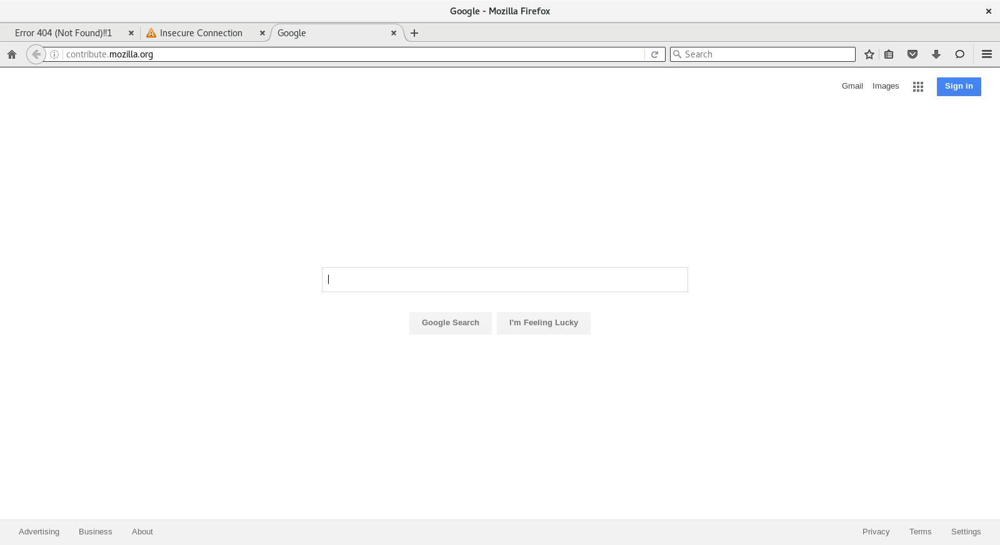 Google - Mozilla Firefox
Error 404 (Not Found)!!1
Insecure Connection
Google
contribute.mozilla.org
Search
Gmail
Images
Sign in
Google Search
I'm Feeling Lucky
Advertising
Business
About
Privacy
Terms
Settings